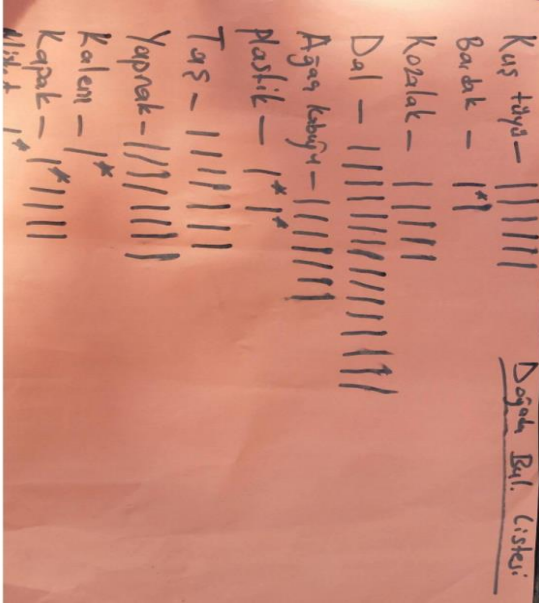 Doğada Bul. Listesi
Kuş tüyü – | | | | | |
Bardak – | *|
Kozalak – | | | | |
Dal – | | | | | | | | | | | | | |
Ağaç kabuğu – | | | | | | |
plastik – |* |*
Taş – | | | | | | |
Yaprak – | | | | | | | |
Kalem – |*
Kapak – |* | | | |